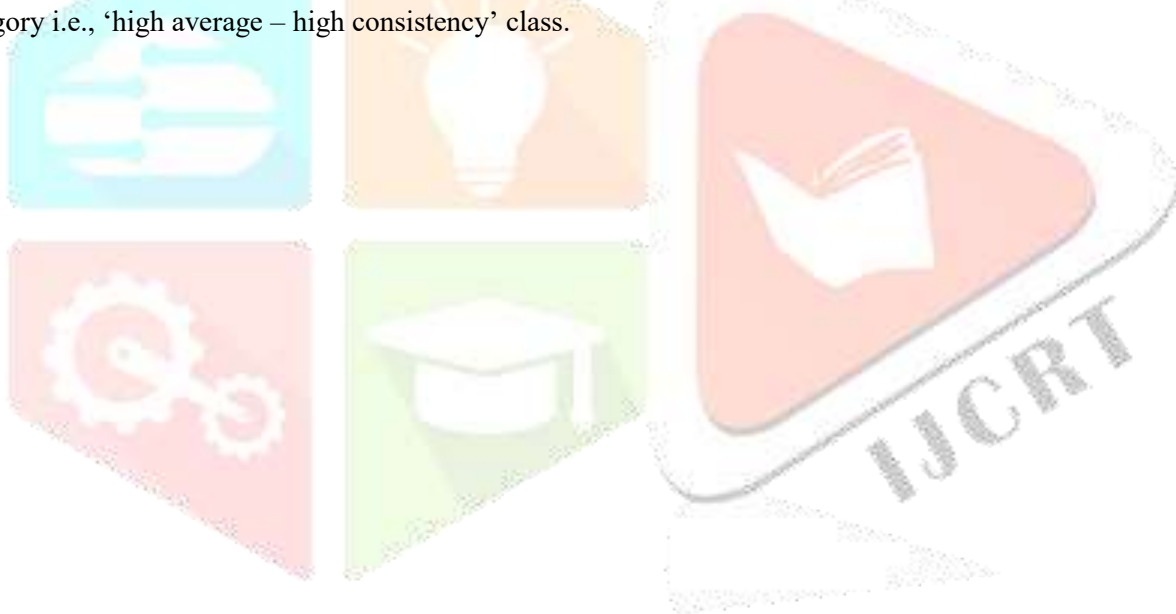 gory i.e., ‘high average – high consistency’ class.
IJCRT